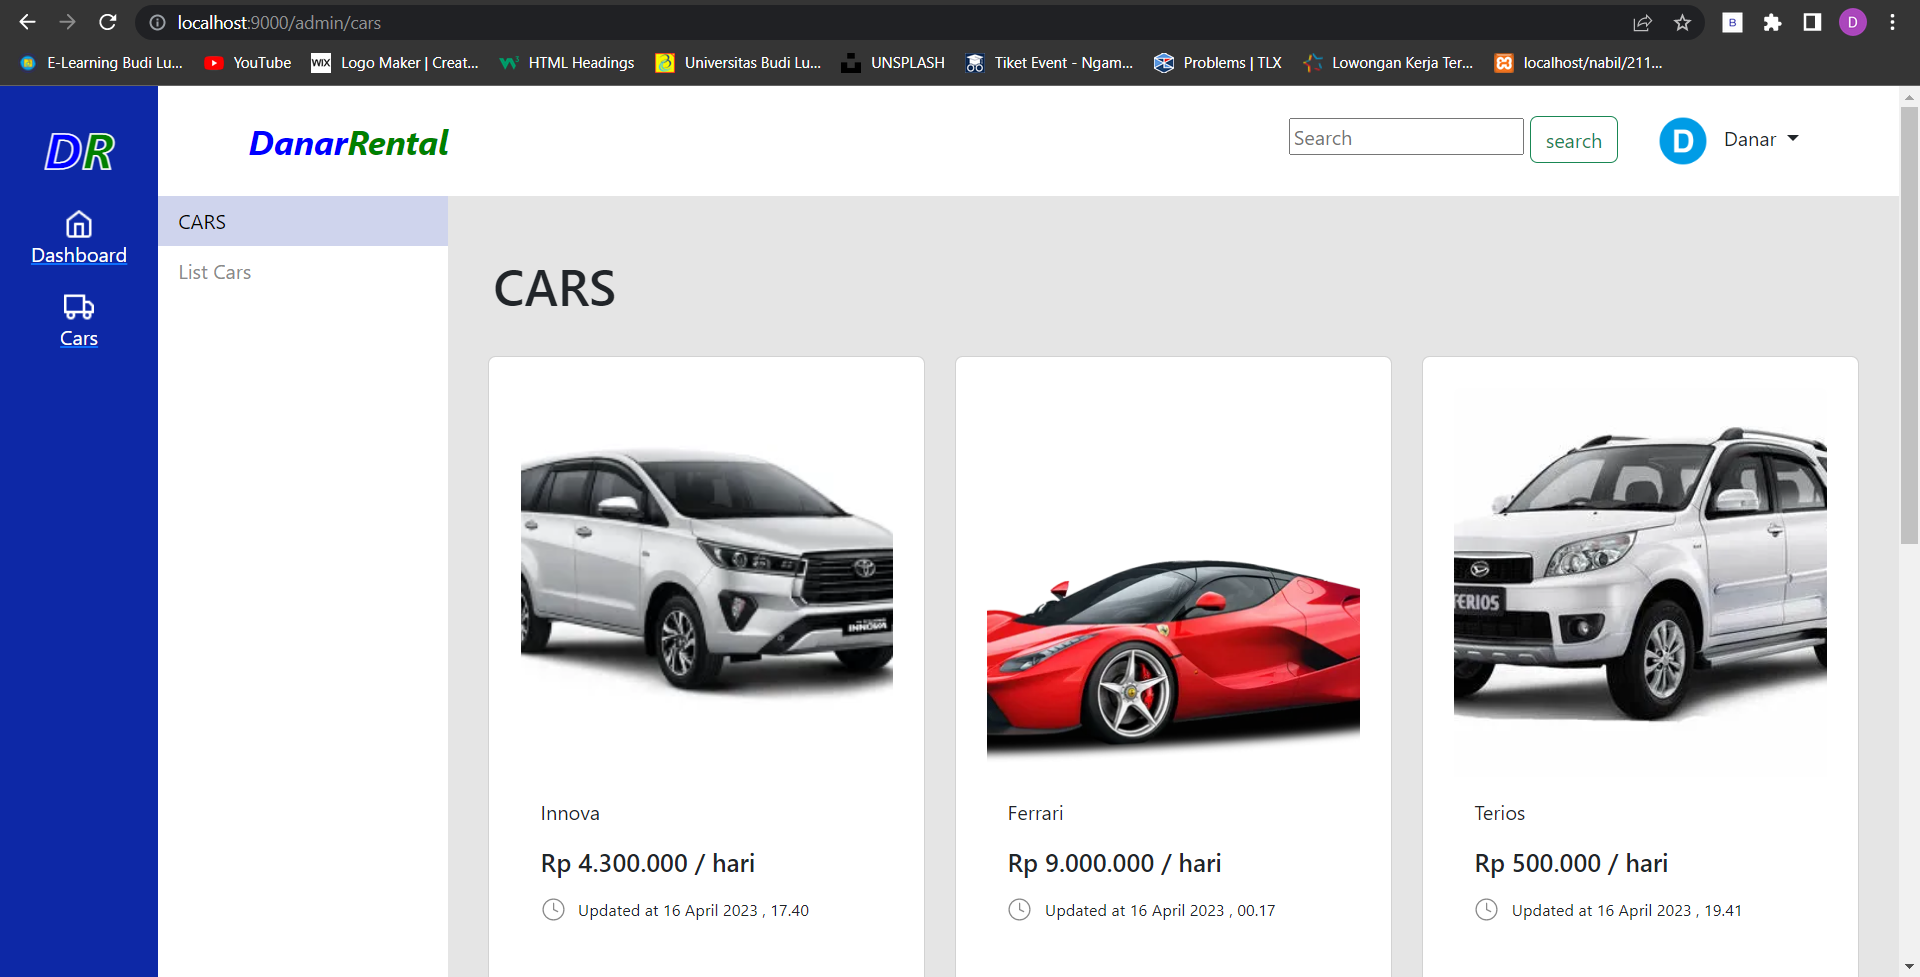 localhost:9000/admin/cars
B
D
E-Learning Budi Lu...
YouTube
WIX Logo Maker | Creat...
HTML Headings
Universitas Budi Lu...
UNSPLASH
Tiket Event - Ngam...
Problems | TLX
Lowongan Kerja Ter...
localhost/nabil/211...
DR
DanarRental
Search
search
D
Danar
Dashboard
Cars
CARS
List Cars
CARS
INNOVA
TERIOS
Innova
Rp 4.300.000 / hari
Updated at 16 April 2023 , 17.40
Ferrari
Rp 9.000.000 / hari
Updated at 16 April 2023 , 00.17
Terios
Rp 500.000 / hari
Updated at 16 April 2023 , 19.41